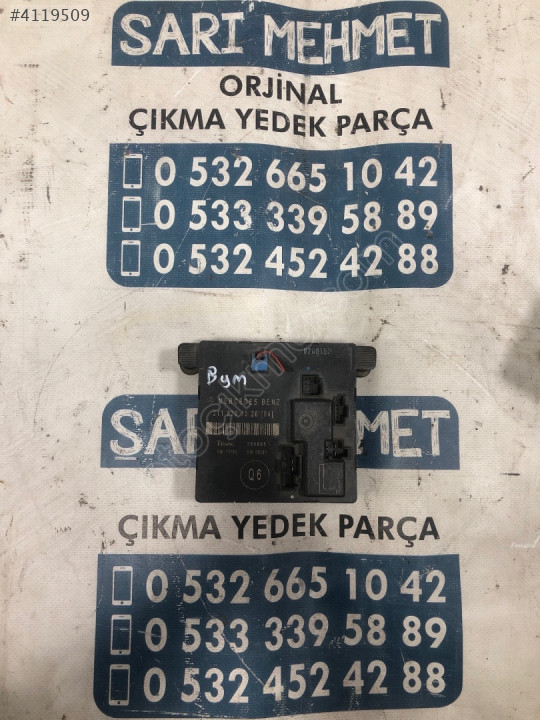 #4119509
SARI MEHMET
ORJİNAL
ÇIKMA YEDEK PARÇA
0 532 665 10 42
0 533 339 58 89
0 532 452 42 88
Bym
MERCEDES BENZ
Q6
SARI MEHMET
ÇIKMA YEDEK PARÇA
0 532 665 10 42
0 533 339 58 89
0 532 452 42 88